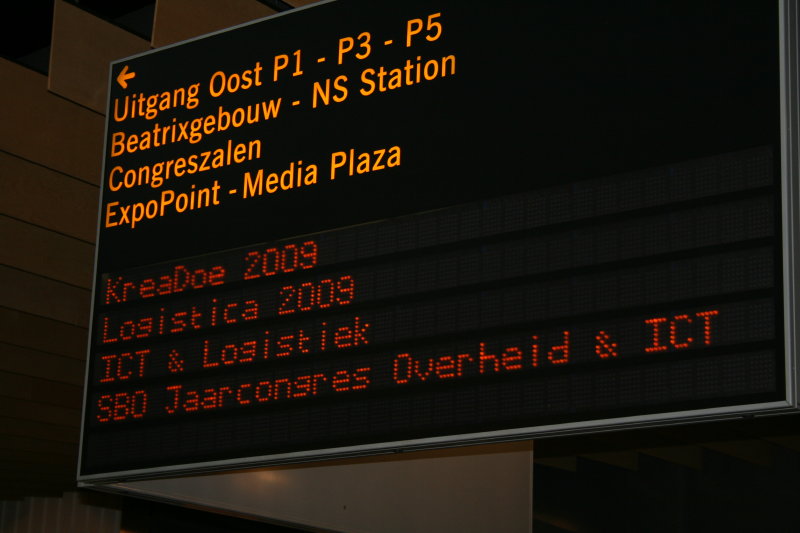 ←
Uitgang Oost P1 - P3 - P5
Beatrixgebouw - NS Station
Congreszalen
ExpoPoint - Media Plaza
KreaDoe 2009
Logistica 2009
ICT & Logistiek
SBO Jaarcongres Overheid & ICT